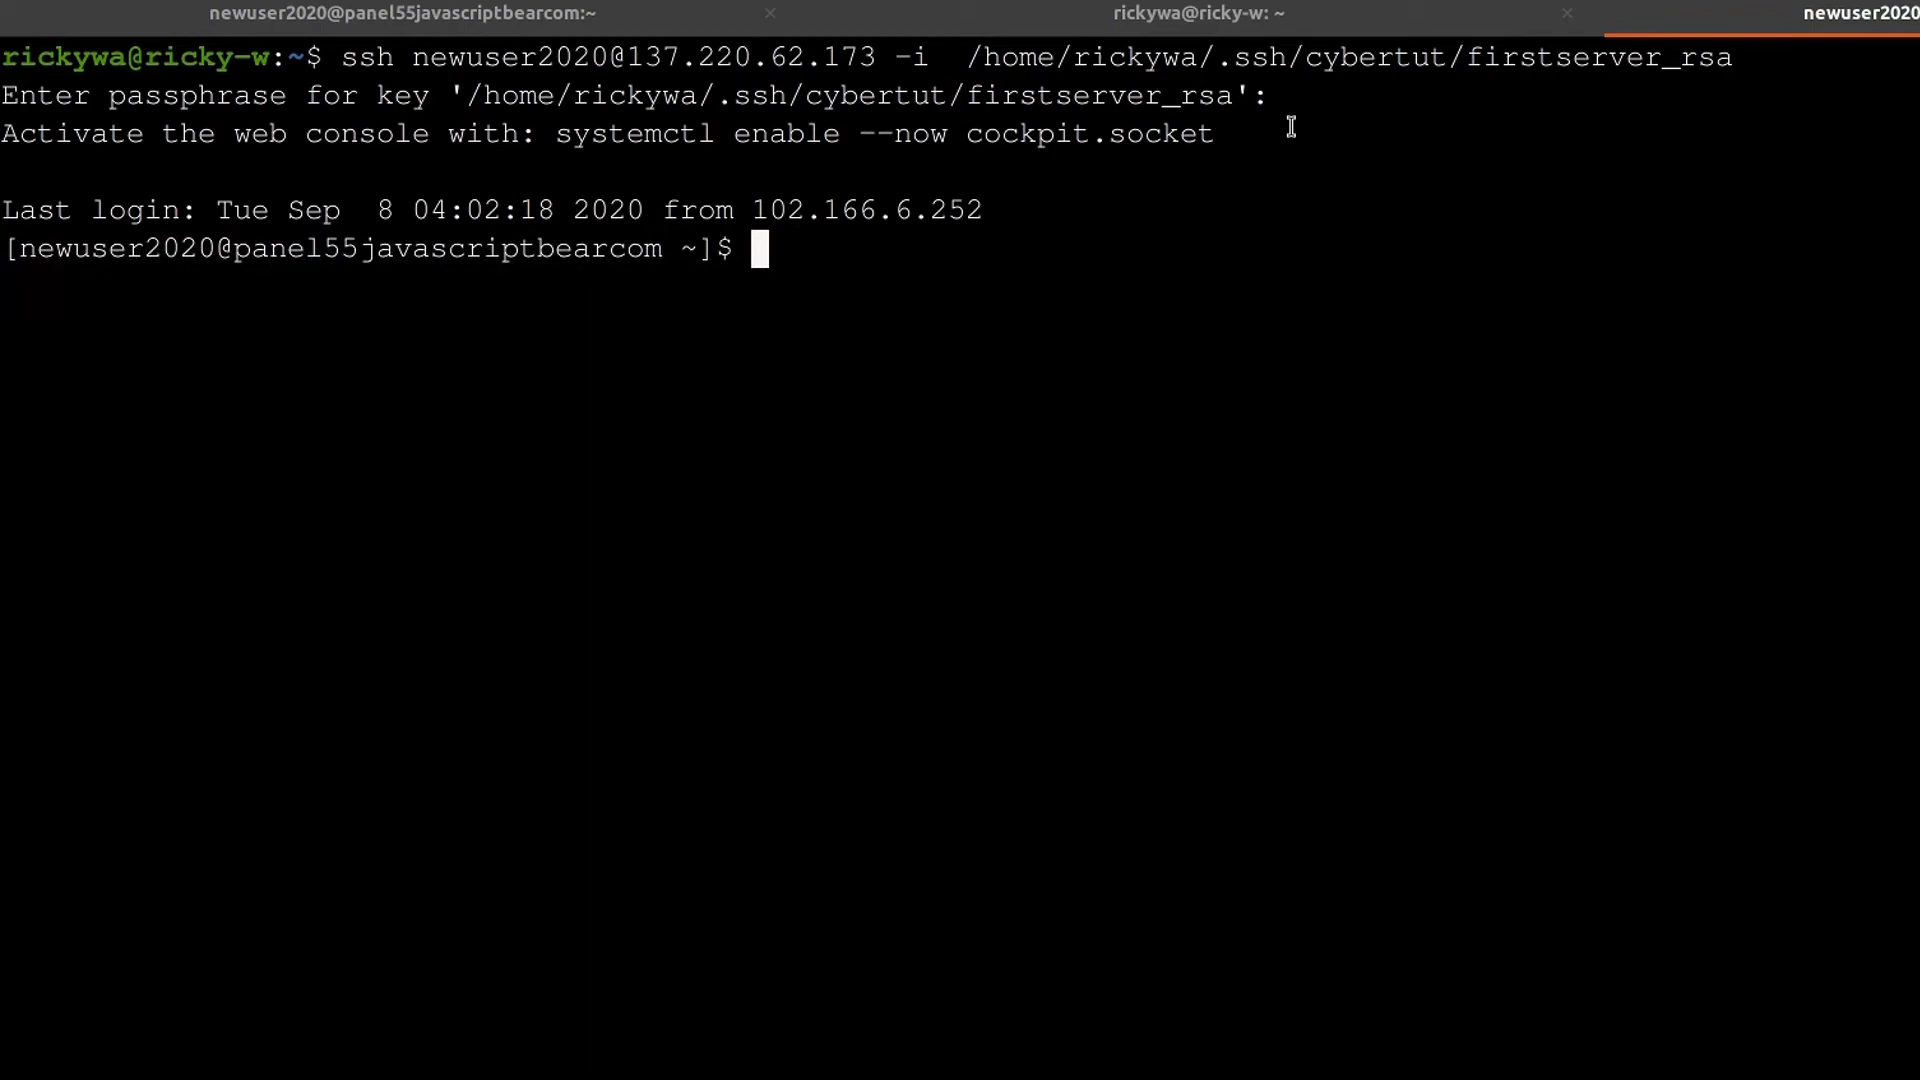 newuser2020@panel55javascriptbearcom:~ × rickywa@ricky-w: ~ × newuser2020
rickywa@ricky-w:~$ ssh newuser2020@137.220.62.173 -i  /home/rickywa/.ssh/cybertut/firstserver_rsa
Enter passphrase for key '/home/rickywa/.ssh/cybertut/firstserver_rsa':
Activate the web console with: systemctl enable --now cockpit.socket
Last login: Tue Sep  8 04:02:18 2020 from 102.166.6.252
[newuser2020@panel55javascriptbearcom ~]$